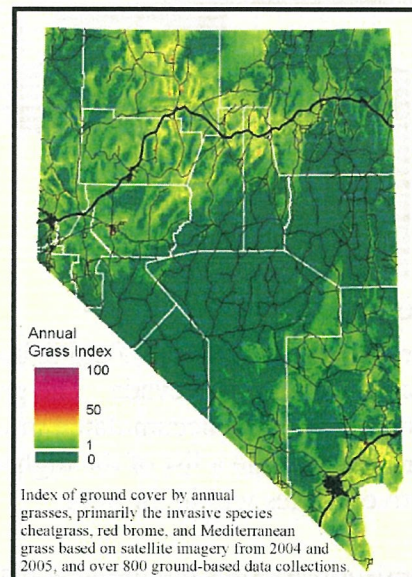 Annual
Grass Index
100
50
1
0
Index of ground cover by annual
grasses, primarily the invasive species
cheatgrass, red brome, and Mediterranean
grass based on satellite imagery from 2004 and
2005, and over 800 ground-based data collections.